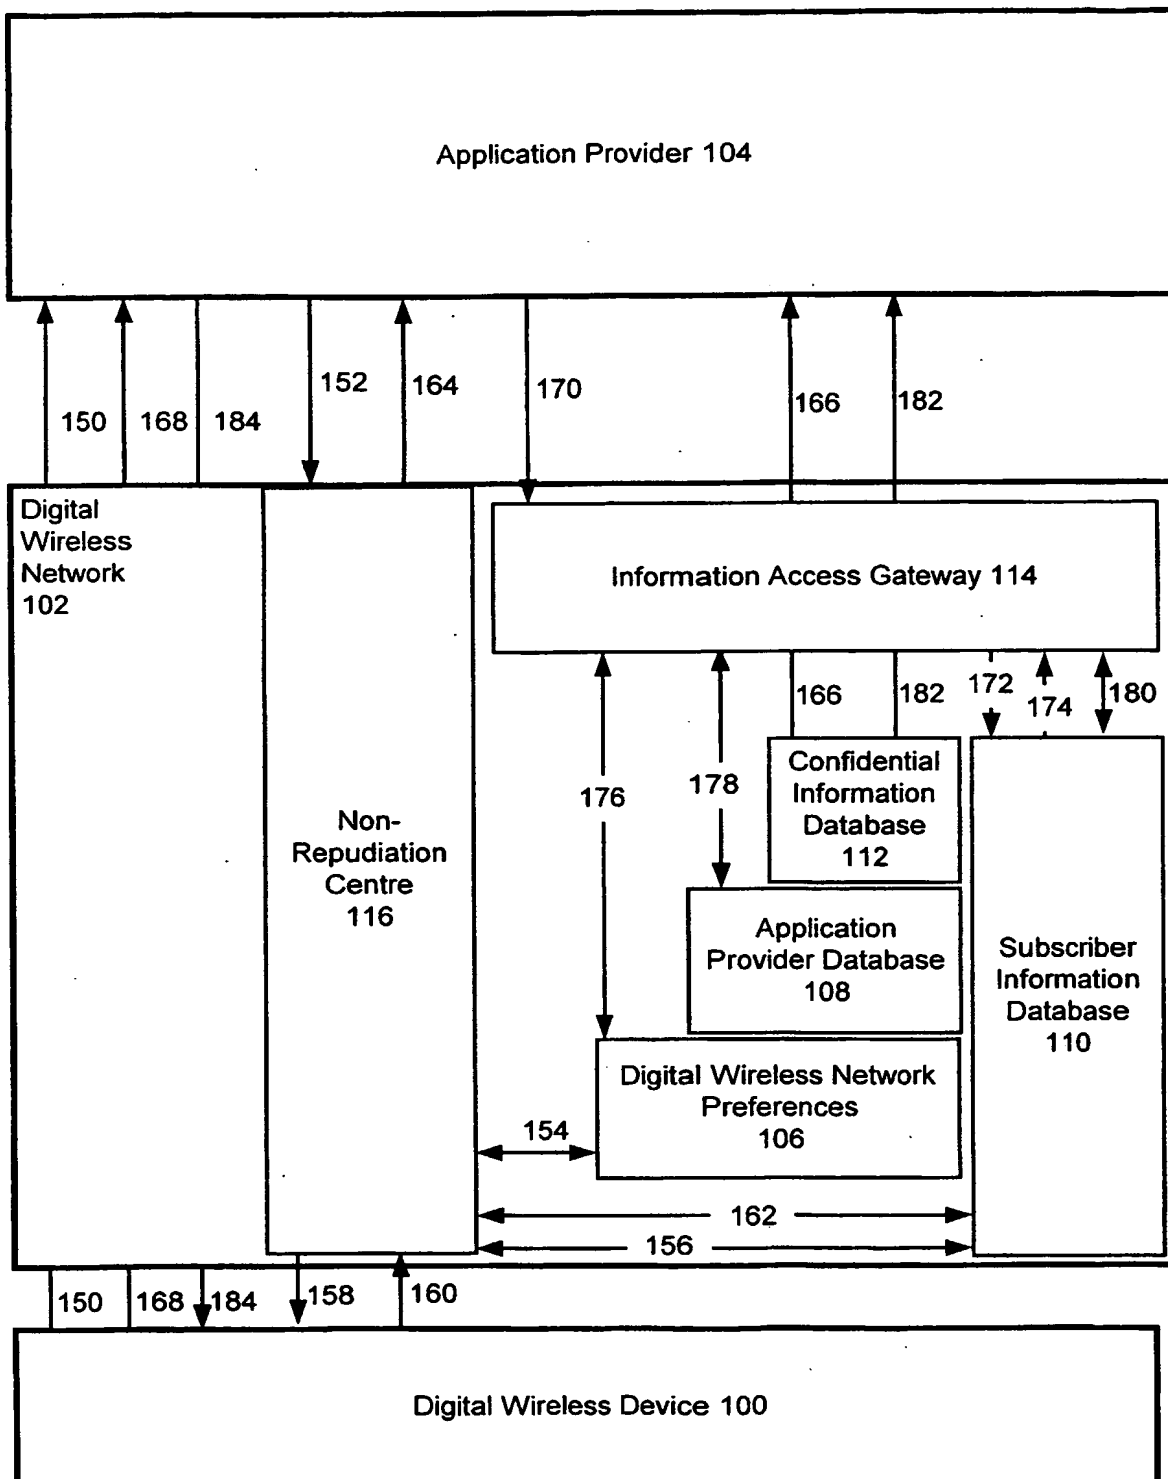 Application Provider 104
150
168
184
152
164
170
166
182
Digital
Wireless
Network
102
Information Access Gateway 114
166
182
172
174
180
Non-
Repudiation
Centre
116
176
178
Confidential
Information
Database
112
Application
Provider Database
108
Subscriber
Information
Database
110
Digital Wireless Network
Preferences
106
154
162
156
150
168
184
158
160
Digital Wireless Device 100